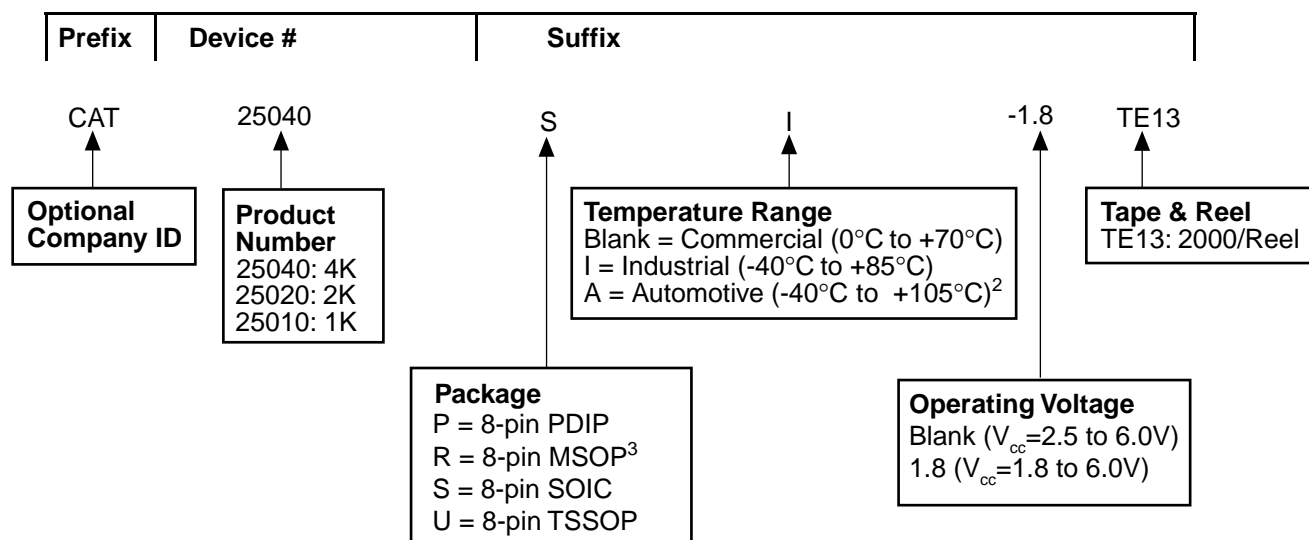 Prefix Device # Suffix
CAT 25040 S I -1.8 TE13
Optional
Company ID
Product
Number
25040: 4K
25020: 2K
25010: 1K
Temperature Range
Blank = Commercial (0°C to +70°C)
I = Industrial (-40°C to +85°C)
A = Automotive (-40°C to +105°C)2
Tape & Reel
TE13: 2000/Reel
Package
P = 8-pin PDIP
R = 8-pin MSOP3
S = 8-pin SOIC
U = 8-pin TSSOP
Operating Voltage
Blank (Vcc=2.5 to 6.0V)
1.8 (Vcc=1.8 to 6.0V)